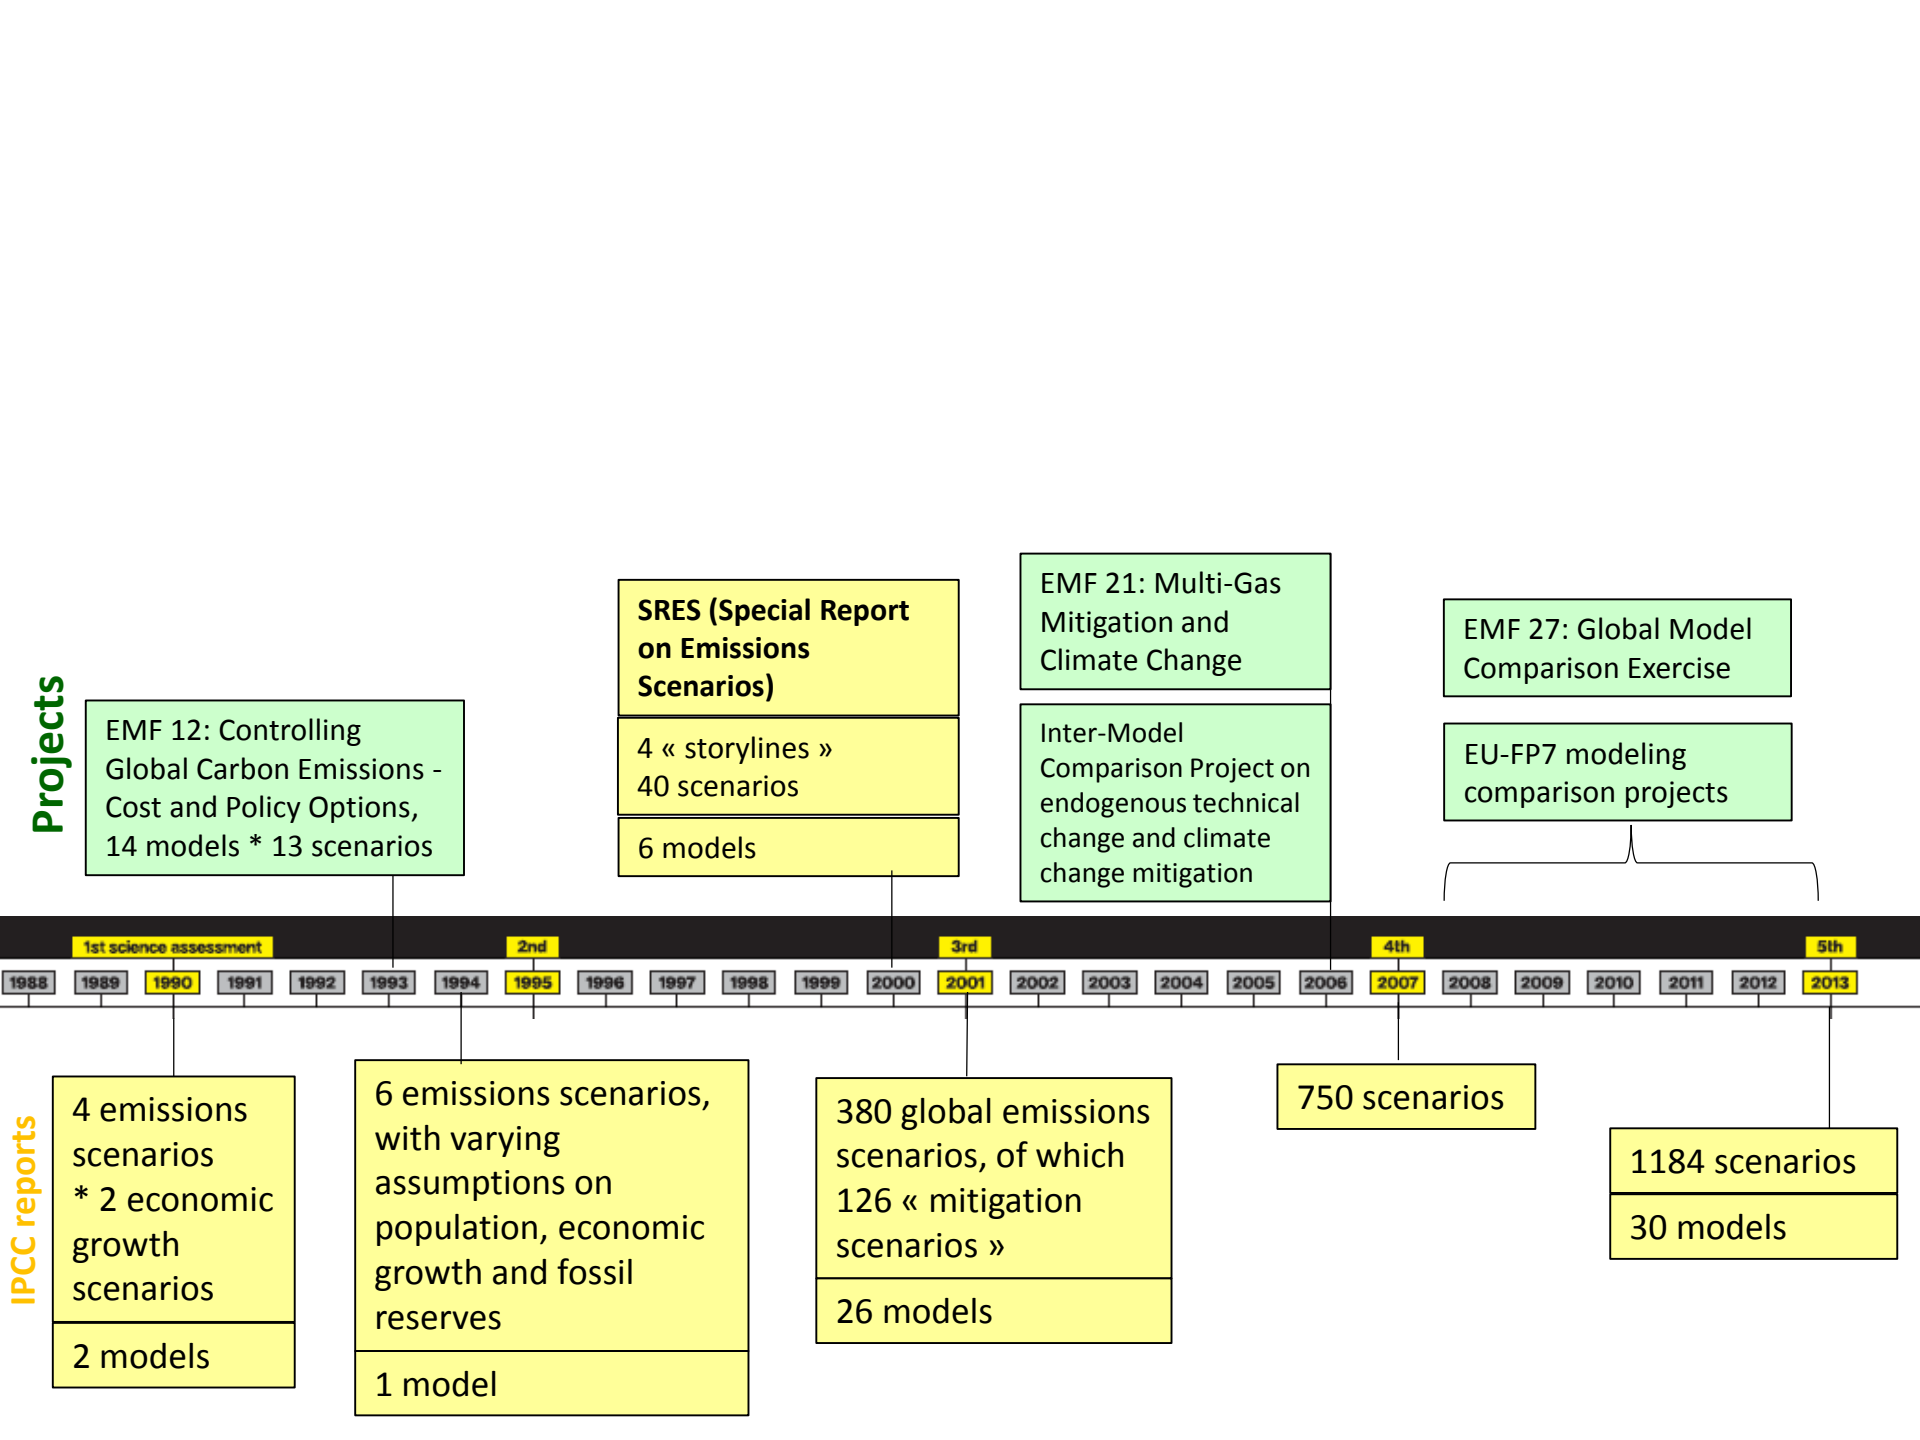 Projects
EMF 12: Controlling
Global Carbon Emissions -
Cost and Policy Options,
14 models * 13 scenarios
SRES (Special Report
on Emissions
Scenarios)
4 « storylines »
40 scenarios
6 models
EMF 21: Multi-Gas
Mitigation and
Climate Change
Inter-Model
Comparison Project on
endogenous technical
change and climate
change mitigation
EMF 27: Global Model
Comparison Exercise
EU-FP7 modeling
comparison projects
1st science assessment 2nd 3rd 4th 5th
1988 1989 1990 1991 1992 1993 1994 1995 1996 1997 1998 1999 2000 2001 2002 2003 2004 2005 2006 2007 2008 2009 2010 2011 2012 2013
IPCC reports
4 emissions
scenarios
* 2 economic
growth
scenarios
2 models
6 emissions scenarios,
with varying
assumptions on
population, economic
growth and fossil
reserves
1 model
380 global emissions
scenarios, of which
126 « mitigation
scenarios »
26 models
750 scenarios
1184 scenarios
30 models